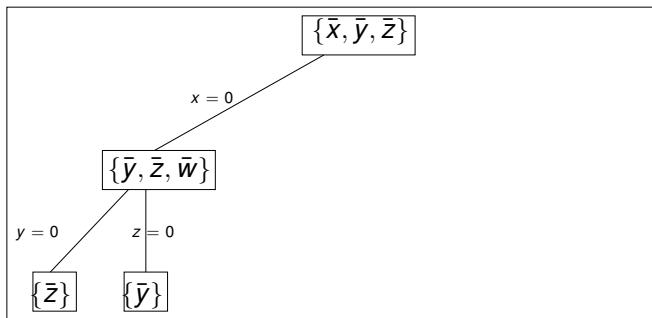 {x̄, ȳ, z̄}
x = 0
{ȳ, z̄, w̄}
y = 0
z = 0
{z̄}
{ȳ}